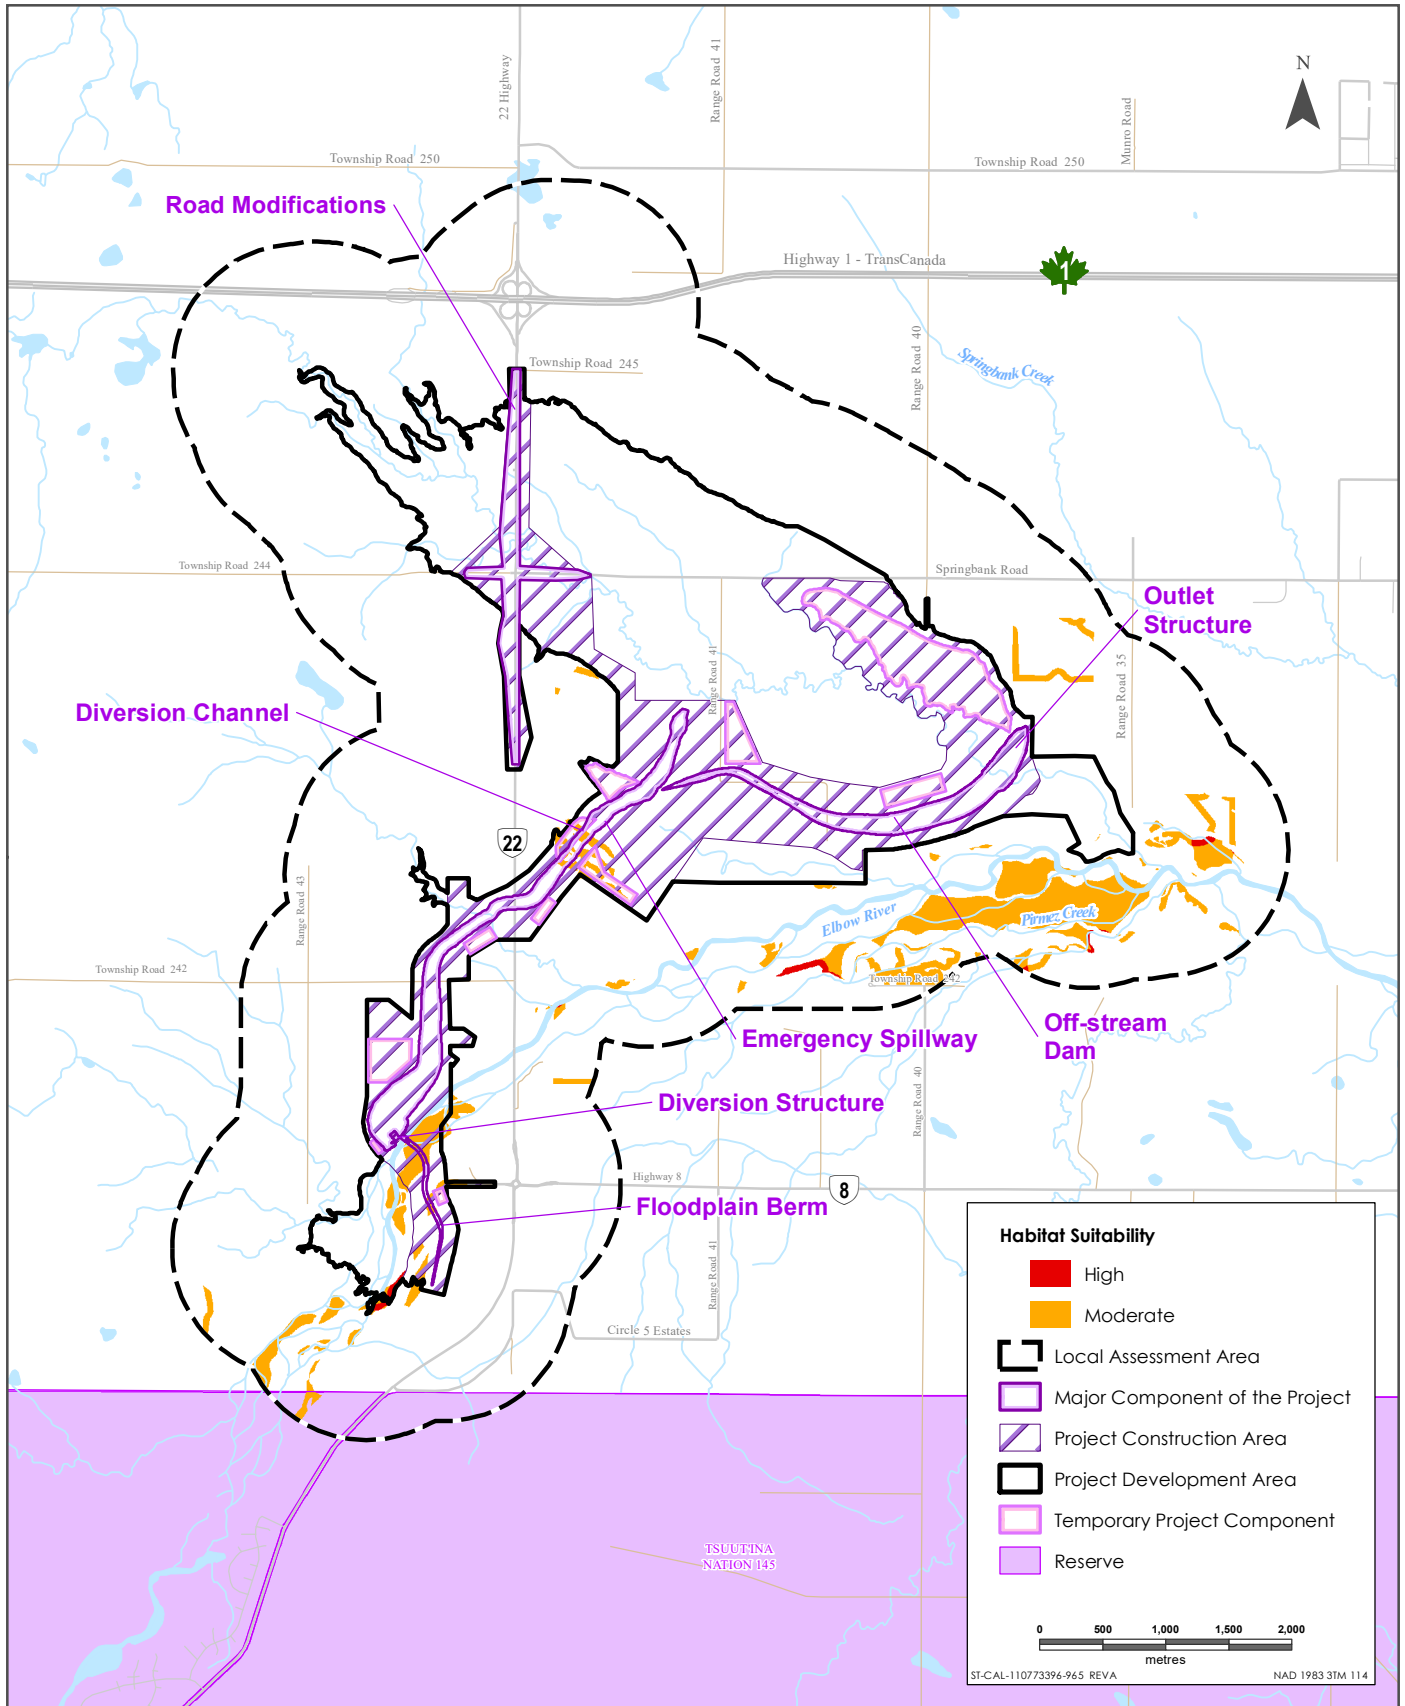 22 Highway
Range Road 41
Munro Road
N
Township Road 250
Township Road 250
Road Modifications
Highway 1 - TransCanada
1
Township Road 245
Range Road 40
Springbank Creek
Township Road 244
Springbank Road
Outlet
Structure
Range Road 41
Range Road 35
Diversion Channel
22
Range Road 43
Elbow River
Pirmez Creek
Township Road 242
Township Road 242
Emergency Spillway
Off-stream
Dam
Range Road 40
Diversion Structure
Highway 8
8
Floodplain Berm
Range Road 41
Circle 5 Estates
TSUUT'INA
NATION 145
Habitat Suitability
High
Moderate
Local Assessment Area
Major Component of the Project
Project Construction Area
Project Development Area
Temporary Project Component
Reserve
0 500 1,000 1,500 2,000
metres
ST-CAL-110773396-965 REVA
NAD 1983 3TM 114